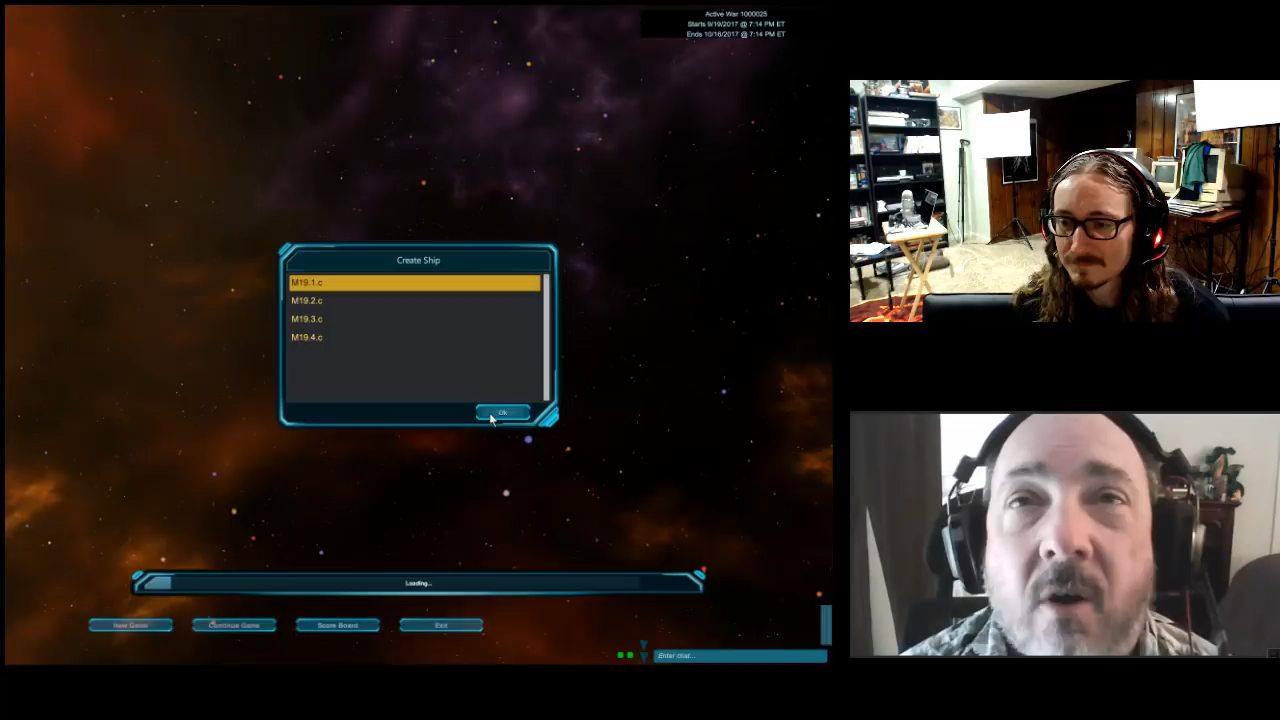 Active War 1000025
Starts 9/19/2017 @ 7:14 PM ET
Ends 10/16/2017 @ 7:14 PM ET
Create Ship
M19.1.c
M19.2.c
M19.3.c
M19.4.c
Ok
Loading...
New Game
Continue Game
Score Board
Exit
Enter chat...